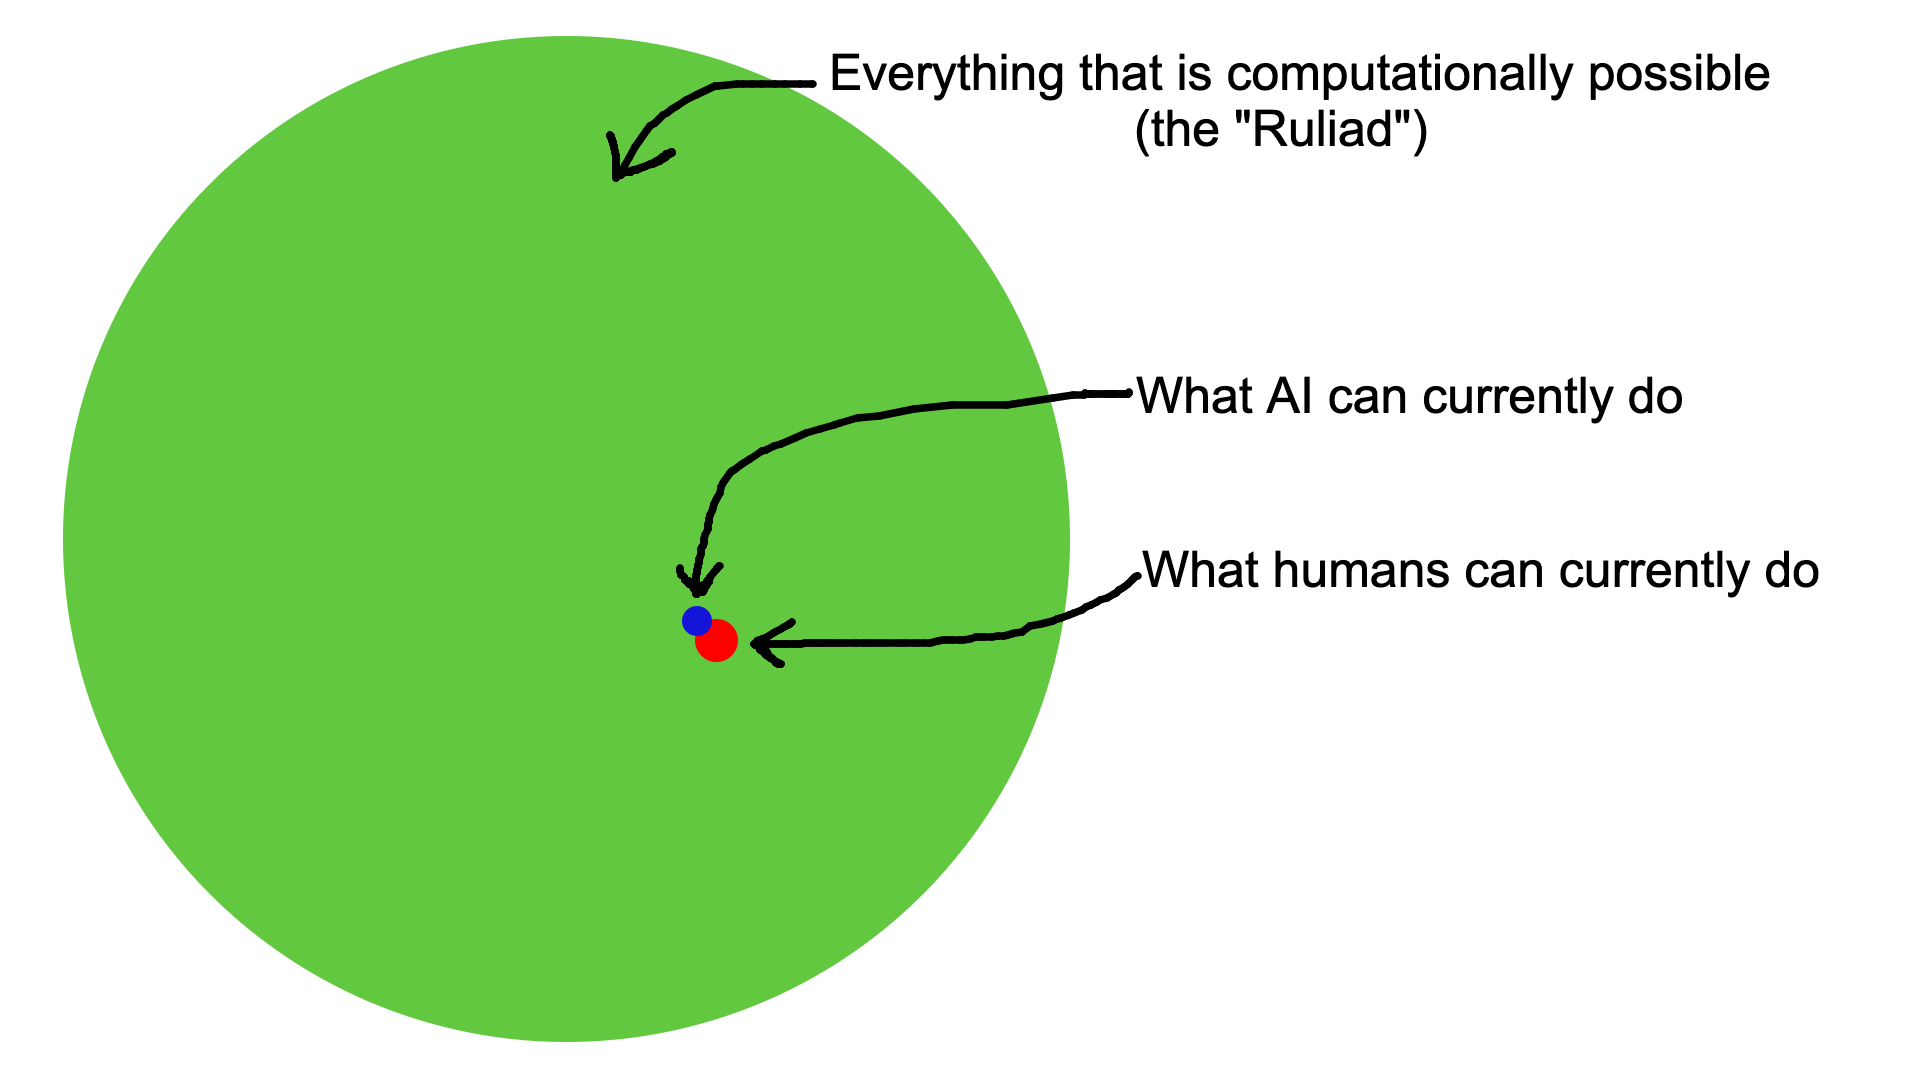 Everything that is computationally possible
(the "Ruliad")
What AI can currently do
What humans can currently do